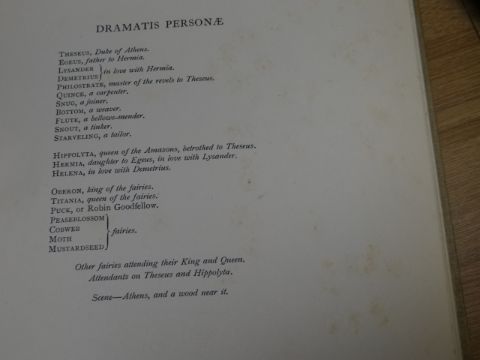 DRAMATIS PERSONÆ
THESEUS, Duke of Athens.
EGEUS, father to Hermia.
LYSANDER
DEMETRIUS
in love with Hermia.
PHILOSTRATE, master of the revels to Theseus.
QUINCE, a carpenter.
SNUG, a joiner.
BOTTOM, a weaver.
FLUTE, a bellows-mender.
SNOUT, a tinker.
STARVELING, a tailor.
HIPPOLYTA, queen of the Amazons, betrothed to Theseus.
HERMIA, daughter to Egeus, in love with Lysander.
HELENA, in love with Demetrius.
OBERON, king of the fairies.
TITANIA, queen of the fairies.
PUCK, or Robin Goodfellow.
PEASEBLOSSOM
COBWEB
MOTH
MUSTARDSEED
fairies.
Other fairies attending their King and Queen.
Attendants on Theseus and Hippolyta.
Scene—Athens, and a wood near it.